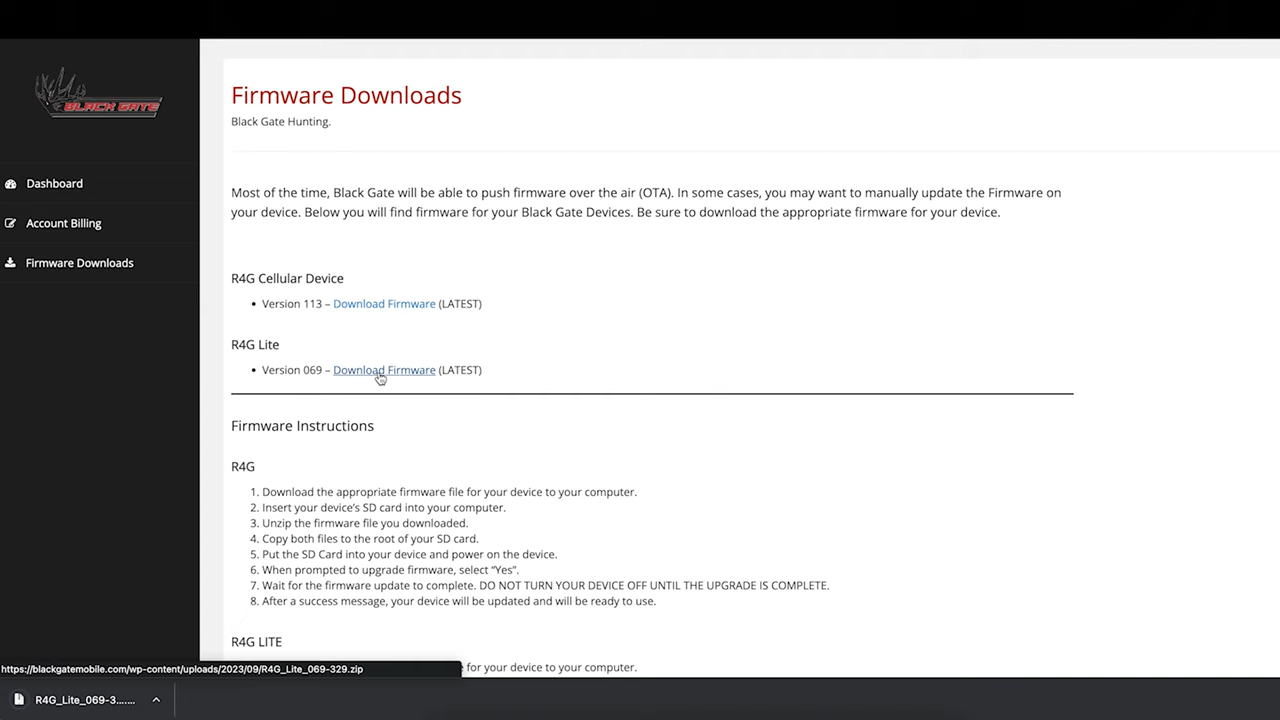 BLACK GATE
Dashboard
Account Billing
Firmware Downloads
Firmware Downloads
Black Gate Hunting.
Most of the time, Black Gate will be able to push firmware over the air (OTA). In some cases, you may want to manually update the Firmware on
your device. Below you will find firmware for your Black Gate Devices. Be sure to download the appropriate firmware for your device.
R4G Cellular Device
• Version 113 – Download Firmware (LATEST)
R4G Lite
• Version 069 – Download Firmware (LATEST)
Firmware Instructions
R4G
1. Download the appropriate firmware file for your device to your computer.
2. Insert your device's SD card into your computer.
3. Unzip the firmware file you downloaded.
4. Copy both files to the root of your SD card.
5. Put the SD Card into your device and power on the device.
6. When prompted to upgrade firmware, select “Yes”.
7. Wait for the firmware update to complete. DO NOT TURN YOUR DEVICE OFF UNTIL THE UPGRADE IS COMPLETE.
8. After a success message, your device will be updated and will be ready to use.
R4G LITE
for your device to your computer.
https://blackgatemobile.com/wp-content/uploads/2023/09/R4G_Lite_069-329.zip
R4G_Lite_069-3......